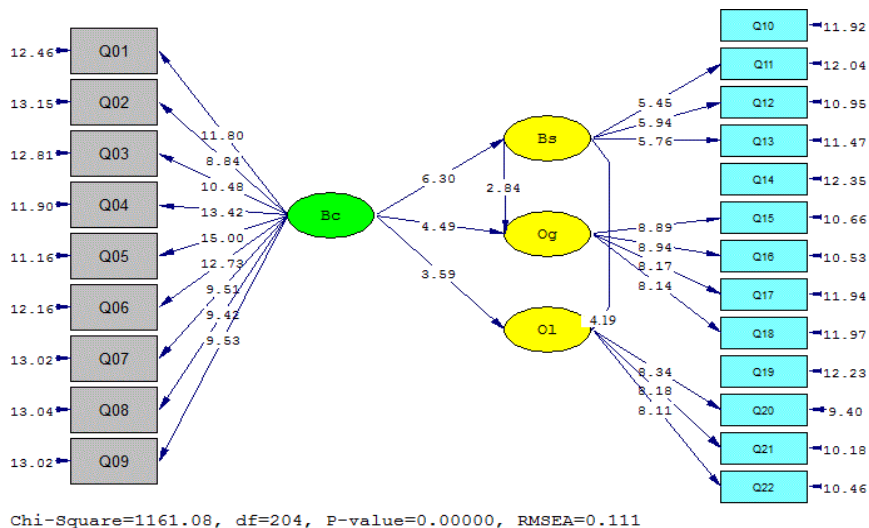 12.46 Q01
13.15 Q02
12.81 Q03
11.90 Q04
11.16 Q05
12.16 Q06
13.02 Q07
13.04 Q08
13.02 Q09
11.80
8.84
10.48
13.42
15.00
12.73
9.51
9.42
9.53
Bc
6.30
4.49
3.59
Bs
2.84
Og
Ol
4.19
5.45
5.94
5.76
8.89
8.94
8.17
8.14
8.34
8.18
8.11
Q10 11.92
Q11 12.04
Q12 10.95
Q13 11.47
Q14 12.35
Q15 10.66
Q16 10.53
Q17 11.94
Q18 11.97
Q19 12.23
Q20 9.40
Q21 10.18
Q22 10.46
Chi-Square=1161.08, df=204, P-value=0.00000, RMSEA=0.111